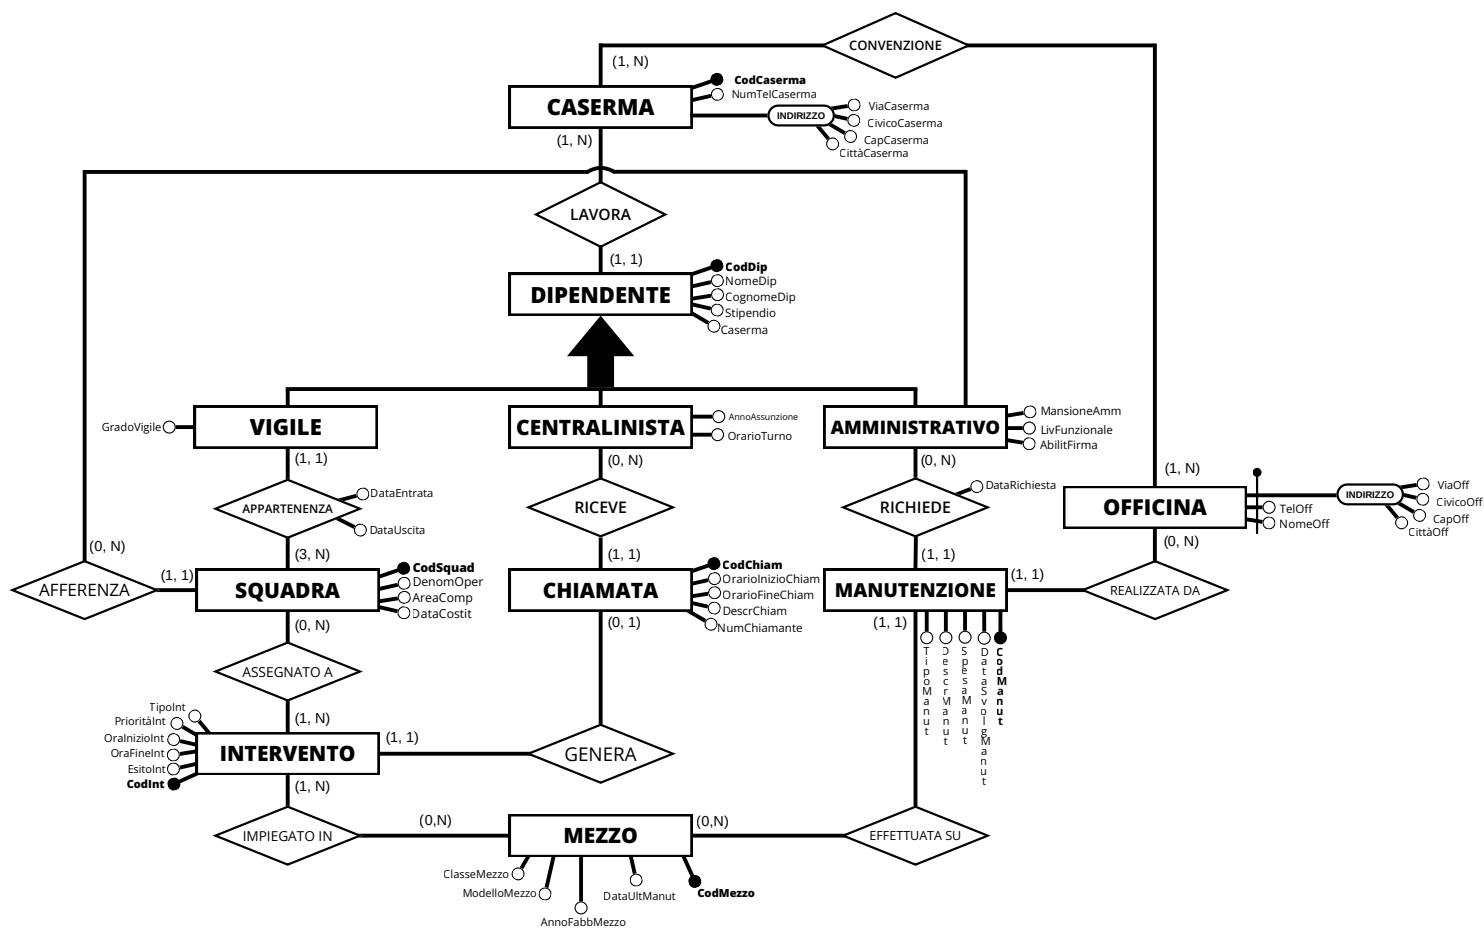 CONVENZIONE
(1, N)
CodCaserma
NumTelCaserma
CASERMA
INDIRIZZO
ViaCaserma
CivicoCaserma
CapCaserma
CittàCaserma
(1, N)
LAVORA
(1, 1)
CodDip
NomeDip
CognomeDip
Stipendio
Caserma
DIPENDENTE
GradoVigile
VIGILE
CENTRALINISTA
AnnoAssunzione
OrarioTurno
AMMINISTRATIVO
MansioneAmm
LivFunzionale
AbilitFirma
(1, 1)
(0, N)
(0, N)
(1, N)
APPARTENENZA
DataEntrata
DataUscita
RICEVE
RICHIEDE
DataRichiesta
OFFICINA
TelOff
NomeOff
INDIRIZZO
ViaOff
CivicoOff
CapOff
CittàOff
(0, N)
(3, N)
(1, 1)
(1, 1)
(0, N)
AFFERENZA
(1, 1)
SQUADRA
CodSquad
DenomOper
AreaComp
DataCostit
CHIAMATA
CodChiam
OrarioInizioChiam
OrarioFineChiam
DescrChiam
NumChiamante
MANUTENZIONE
(1, 1)
REALIZZATA DA
(0, N)
(0, 1)
(1, 1)
TipoManut
DescrManut
SpesaManut
DataSvolgManut
CodManut
ASSEGNATO A
(1, N)
TipoInt
PrioritàInt
OraInizioInt
OraFineInt
EsitoInt
CodInt
INTERVENTO
(1, 1)
GENERA
(1, N)
IMPIEGATO IN
(0,N)
MEZZO
(0,N)
EFFETTUATA SU
ClasseMezzo
ModelloMezzo
AnnoFabbMezzo
DataUltManut
CodMezzo